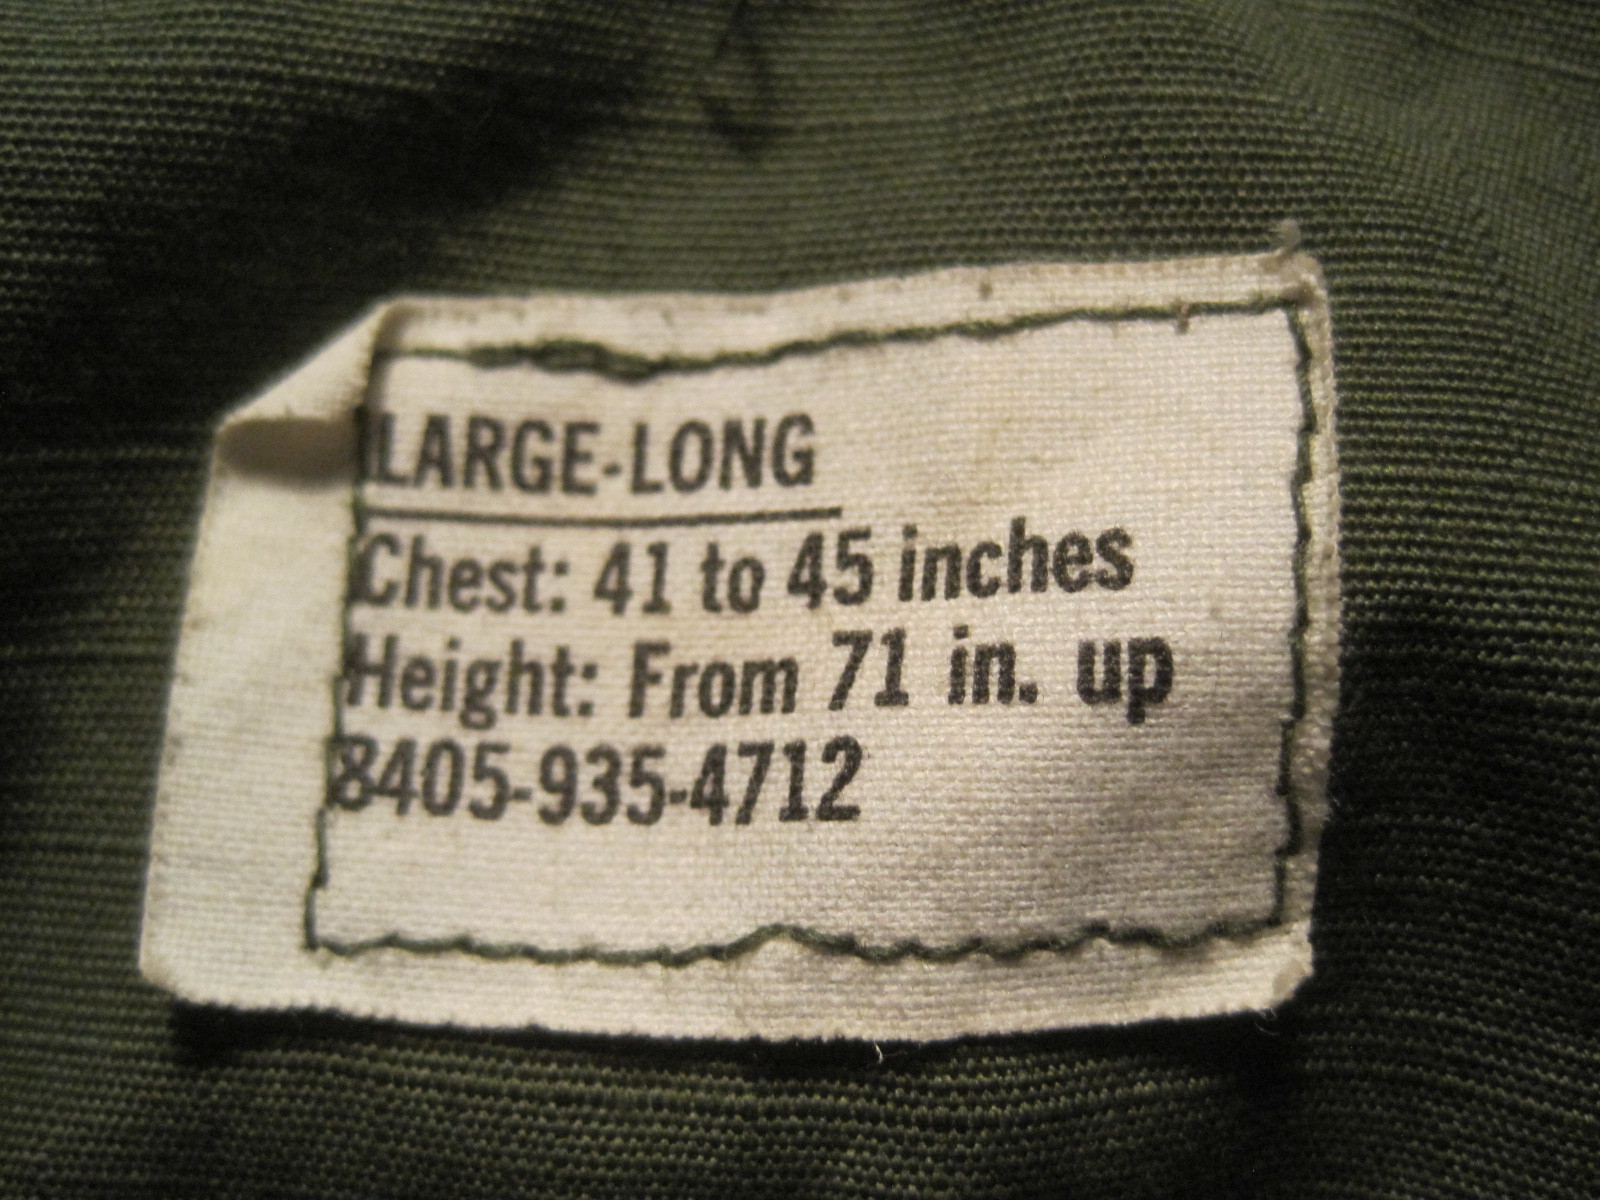 LARGE-LONG
Chest: 41 to 45 inches
Height: From 71 in. up
8405-935-4712